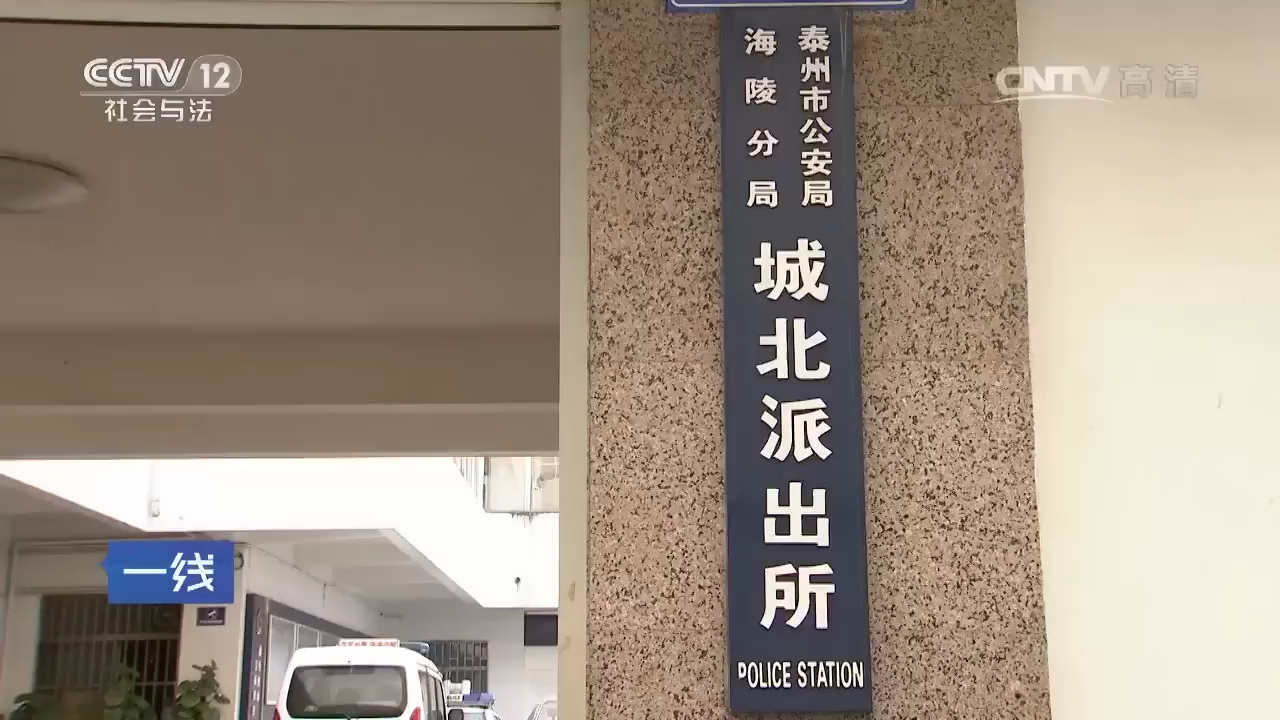 CCTV 12
社会与法
CNTV 高清
泰州市公安局
海陵分局
城北派出所
POLICE STATION
一线